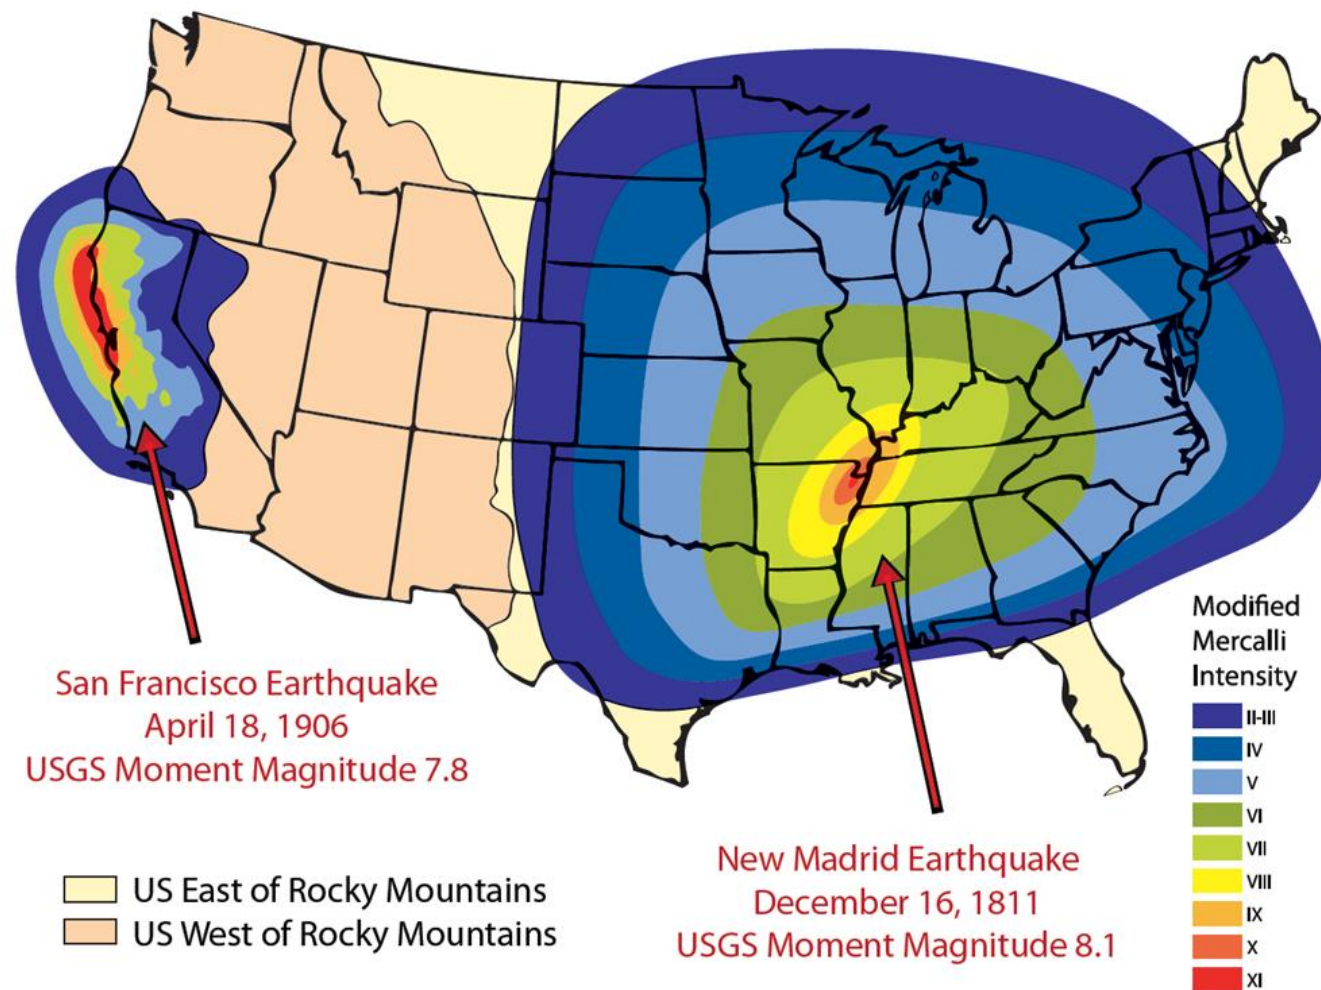 San Francisco Earthquake
April 18, 1906
USGS Moment Magnitude 7.8
New Madrid Earthquake
December 16, 1811
USGS Moment Magnitude 8.1
US East of Rocky Mountains
US West of Rocky Mountains
Modified
Mercalli
Intensity
II-III
IV
V
VI
VII
VIII
IX
X
XI